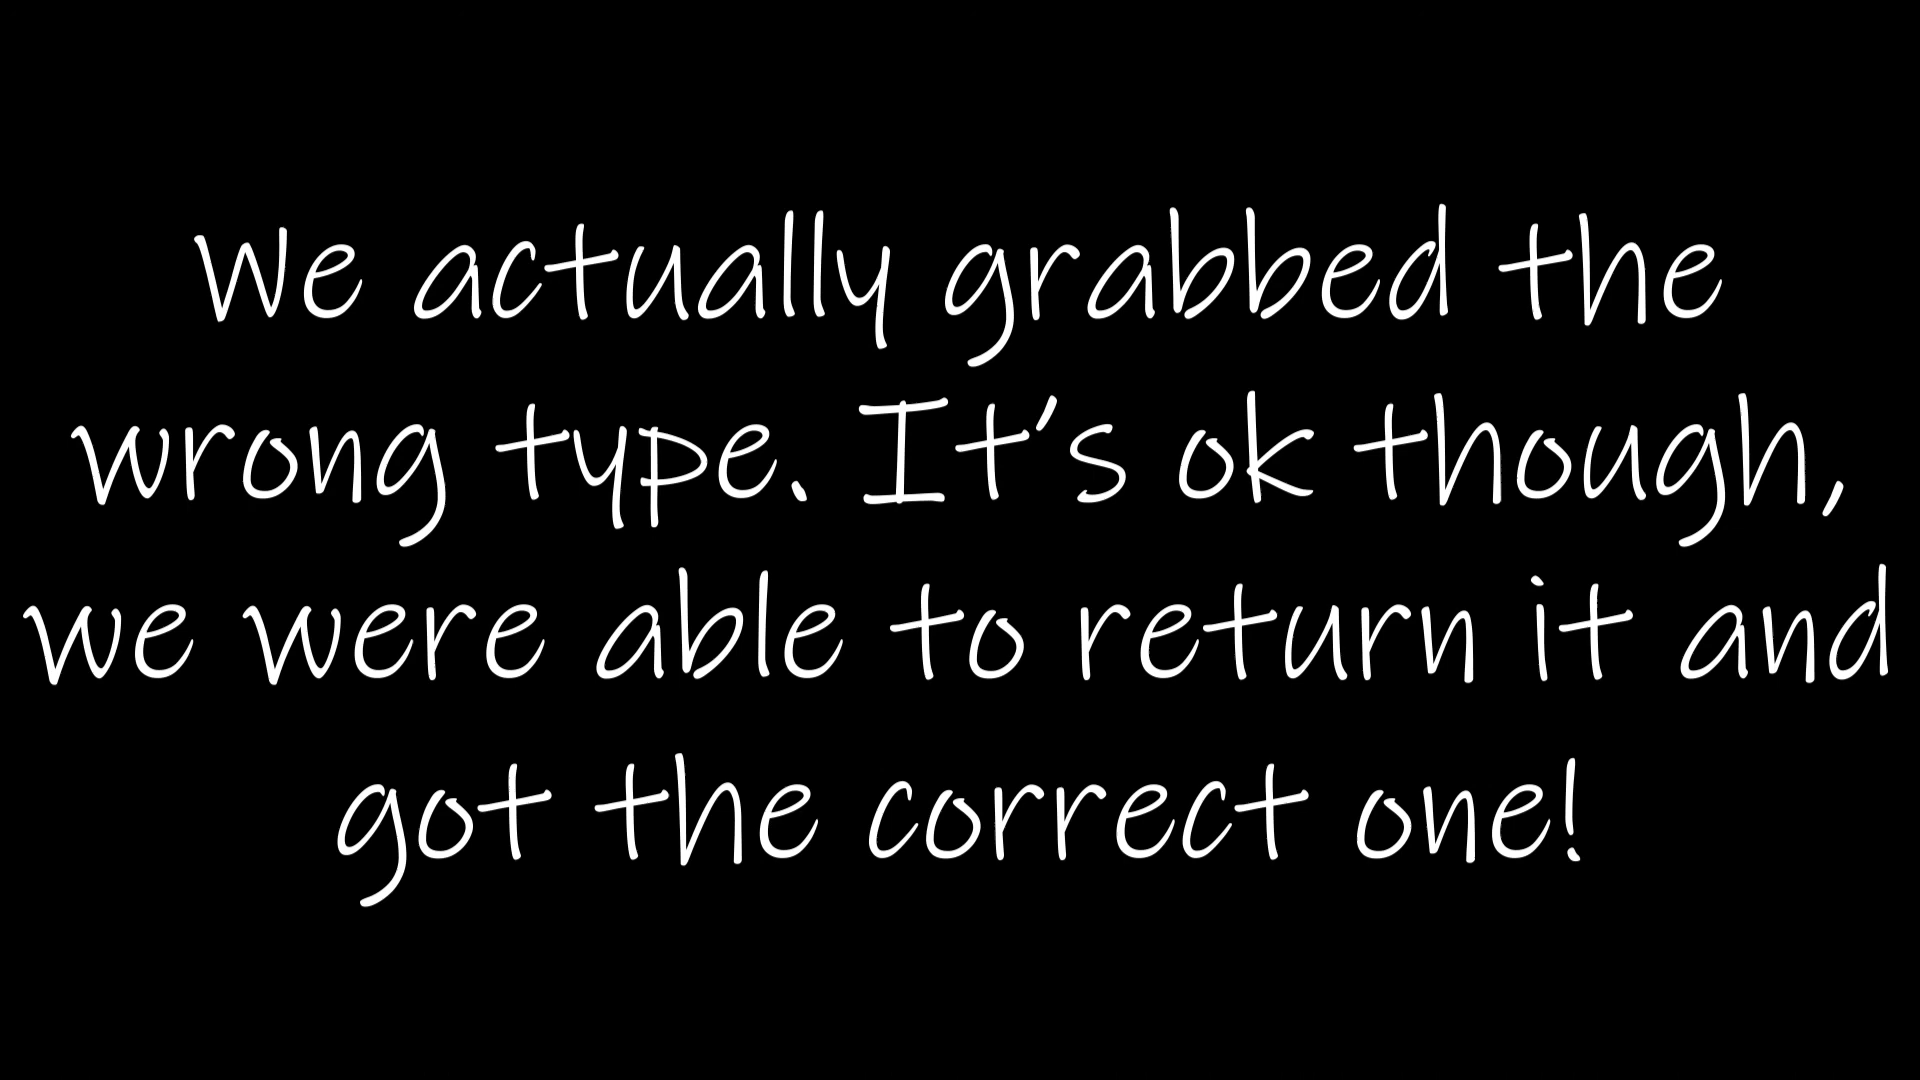 We actually grabbed the
wrong type. It's ok though,
we were able to return it and
got the correct one!